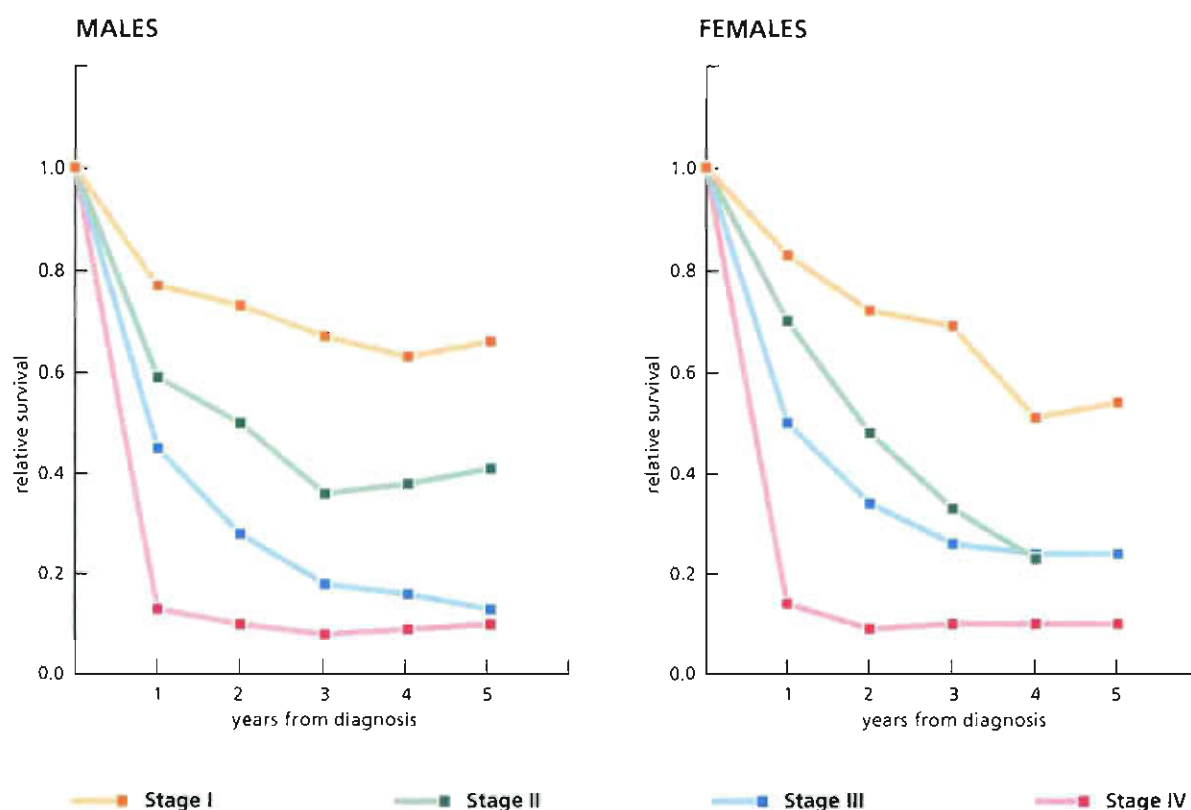 MALES
1.0
0.8
0.6
0.4
0.2
0.0
relative survival
1 2 3 4 5
years from diagnosis
FEMALES
1.0
0.8
0.6
0.4
0.2
0.0
relative survival
1 2 3 4 5
years from diagnosis
Stage I Stage II Stage III Stage IV